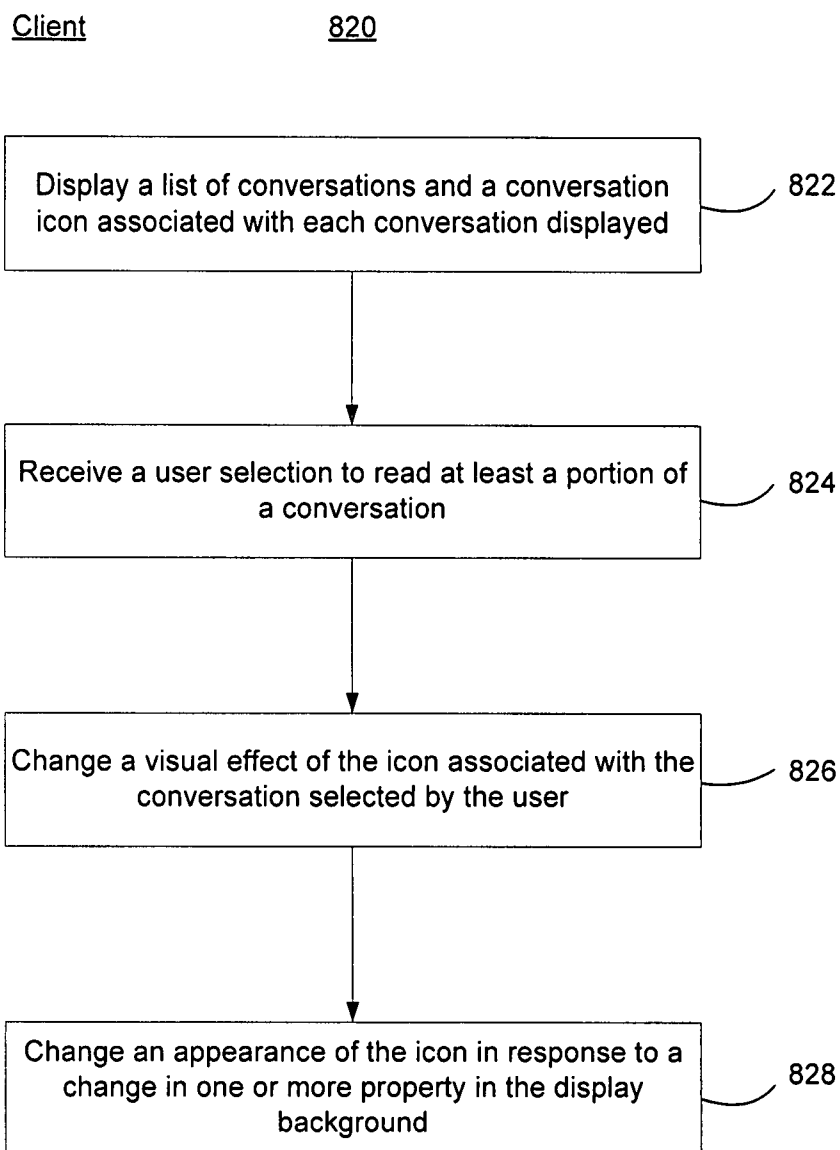 Client 820
Display a list of conversations and a conversation
icon associated with each conversation displayed
822
Receive a user selection to read at least a portion of
a conversation
824
Change a visual effect of the icon associated with the
conversation selected by the user
826
Change an appearance of the icon in response to a
change in one or more property in the display
background
828